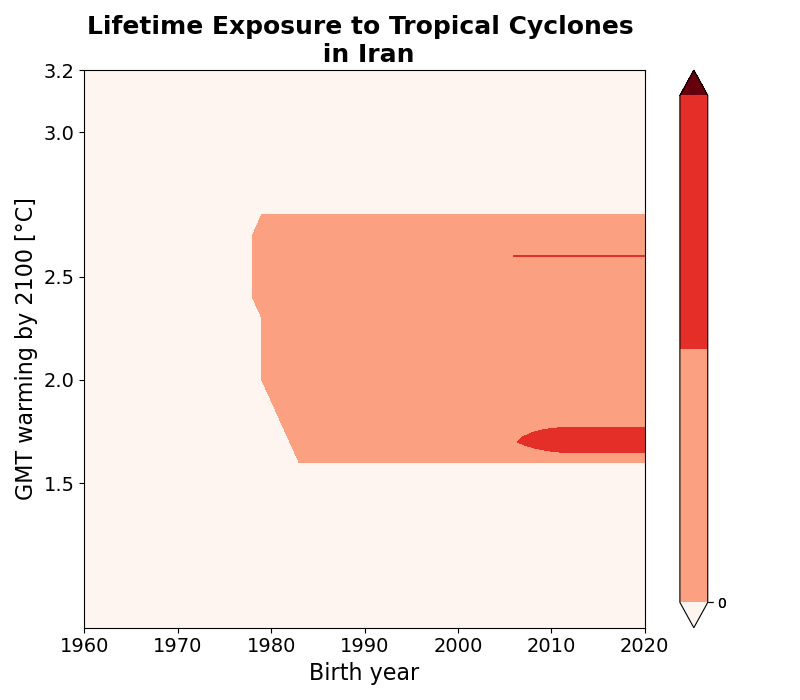 Lifetime Exposure to Tropical Cyclones
in Iran
GMT warming by 2100 [°C]
3.2
3.0
2.5
2.0
1.5
0
1960 1970 1980 1990 2000 2010 2020
Birth year